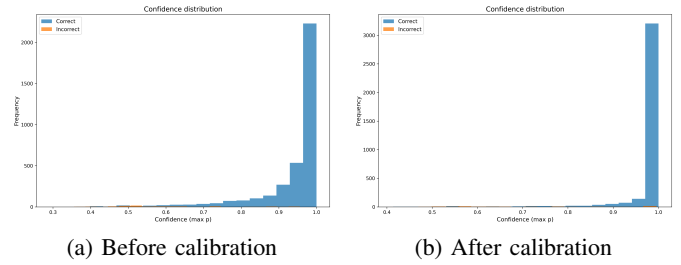 Confidence distribution
Correct
Incorrect
2000
1500
1000
500
0
Frequency
0.3 0.4 0.5 0.6 0.7 0.8 0.9 1.0
Confidence (max p)
(a) Before calibration
Confidence distribution
Correct
Incorrect
3000
2500
2000
1500
1000
500
0
Frequency
0.4 0.5 0.6 0.7 0.8 0.9 1.0
Confidence (max p)
(b) After calibration